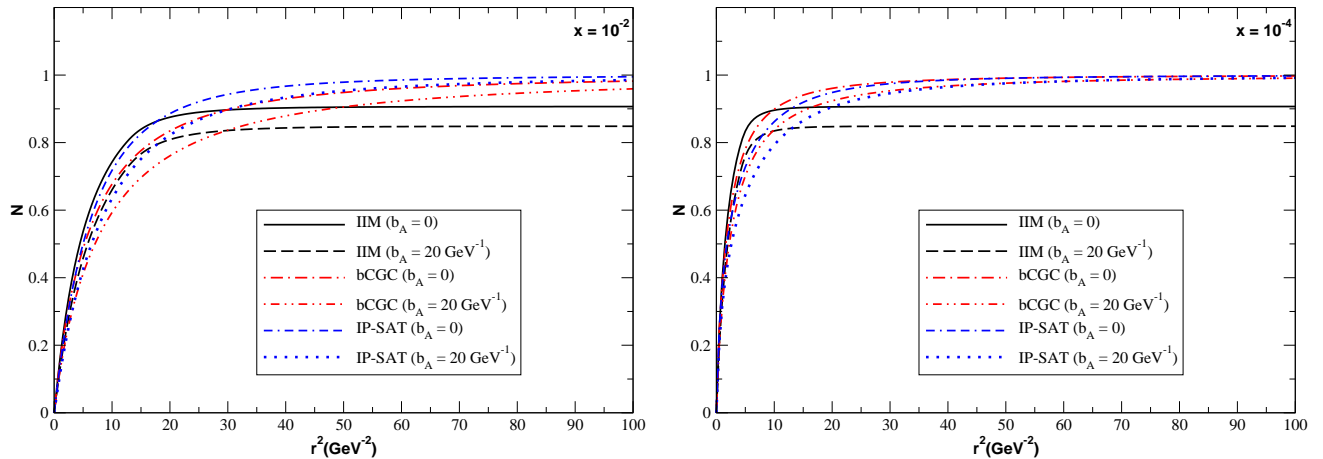 x = 10^-2
N
1
0.8
0.6
0.4
0.2
0
IIM (b_A = 0)
IIM (b_A = 20 GeV^-1)
bCGC (b_A = 0)
bCGC (b_A = 20 GeV^-1)
IP-SAT (b_A = 0)
IP-SAT (b_A = 20 GeV^-1)
0 10 20 30 40 50 60 70 80 90 100
r^2(GeV^-2)
x = 10^-4
N
1
0.8
0.6
0.4
0.2
0
IIM (b_A = 0)
IIM (b_A = 20 GeV^-1)
bCGC (b_A = 0)
bCGC (b_A = 20 GeV^-1)
IP-SAT (b_A = 0)
IP-SAT (b_A = 20 GeV^-1)
0 10 20 30 40 50 60 70 80 90 100
r^2(GeV^-2)